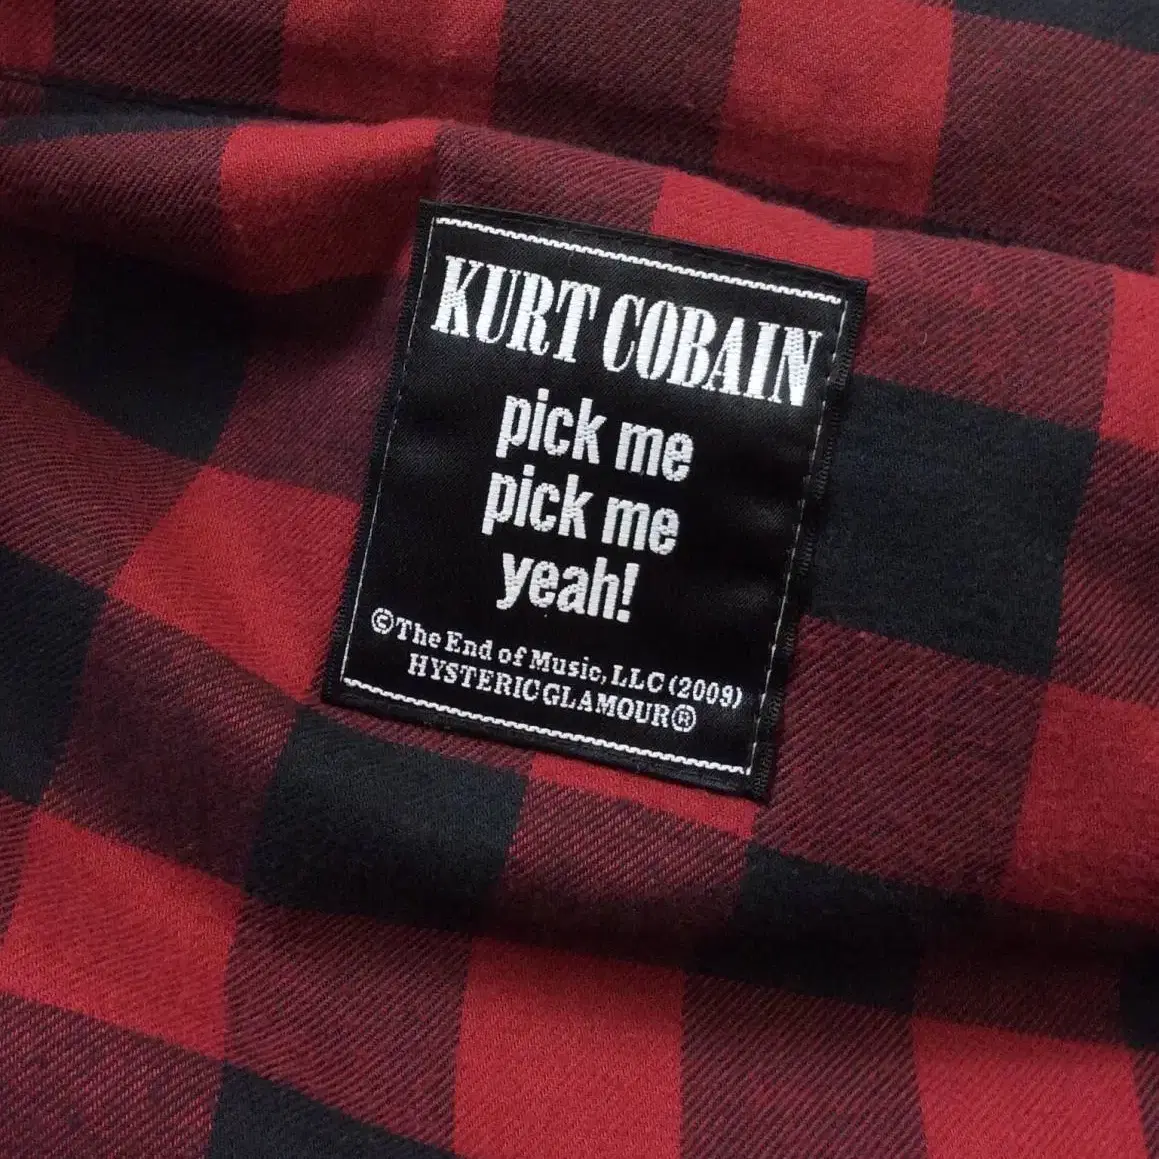 KURT COBAIN
pick me
pick me
yeah!
©The End of Music, LLC (2009)
HYSTERIC GLAMOUR®